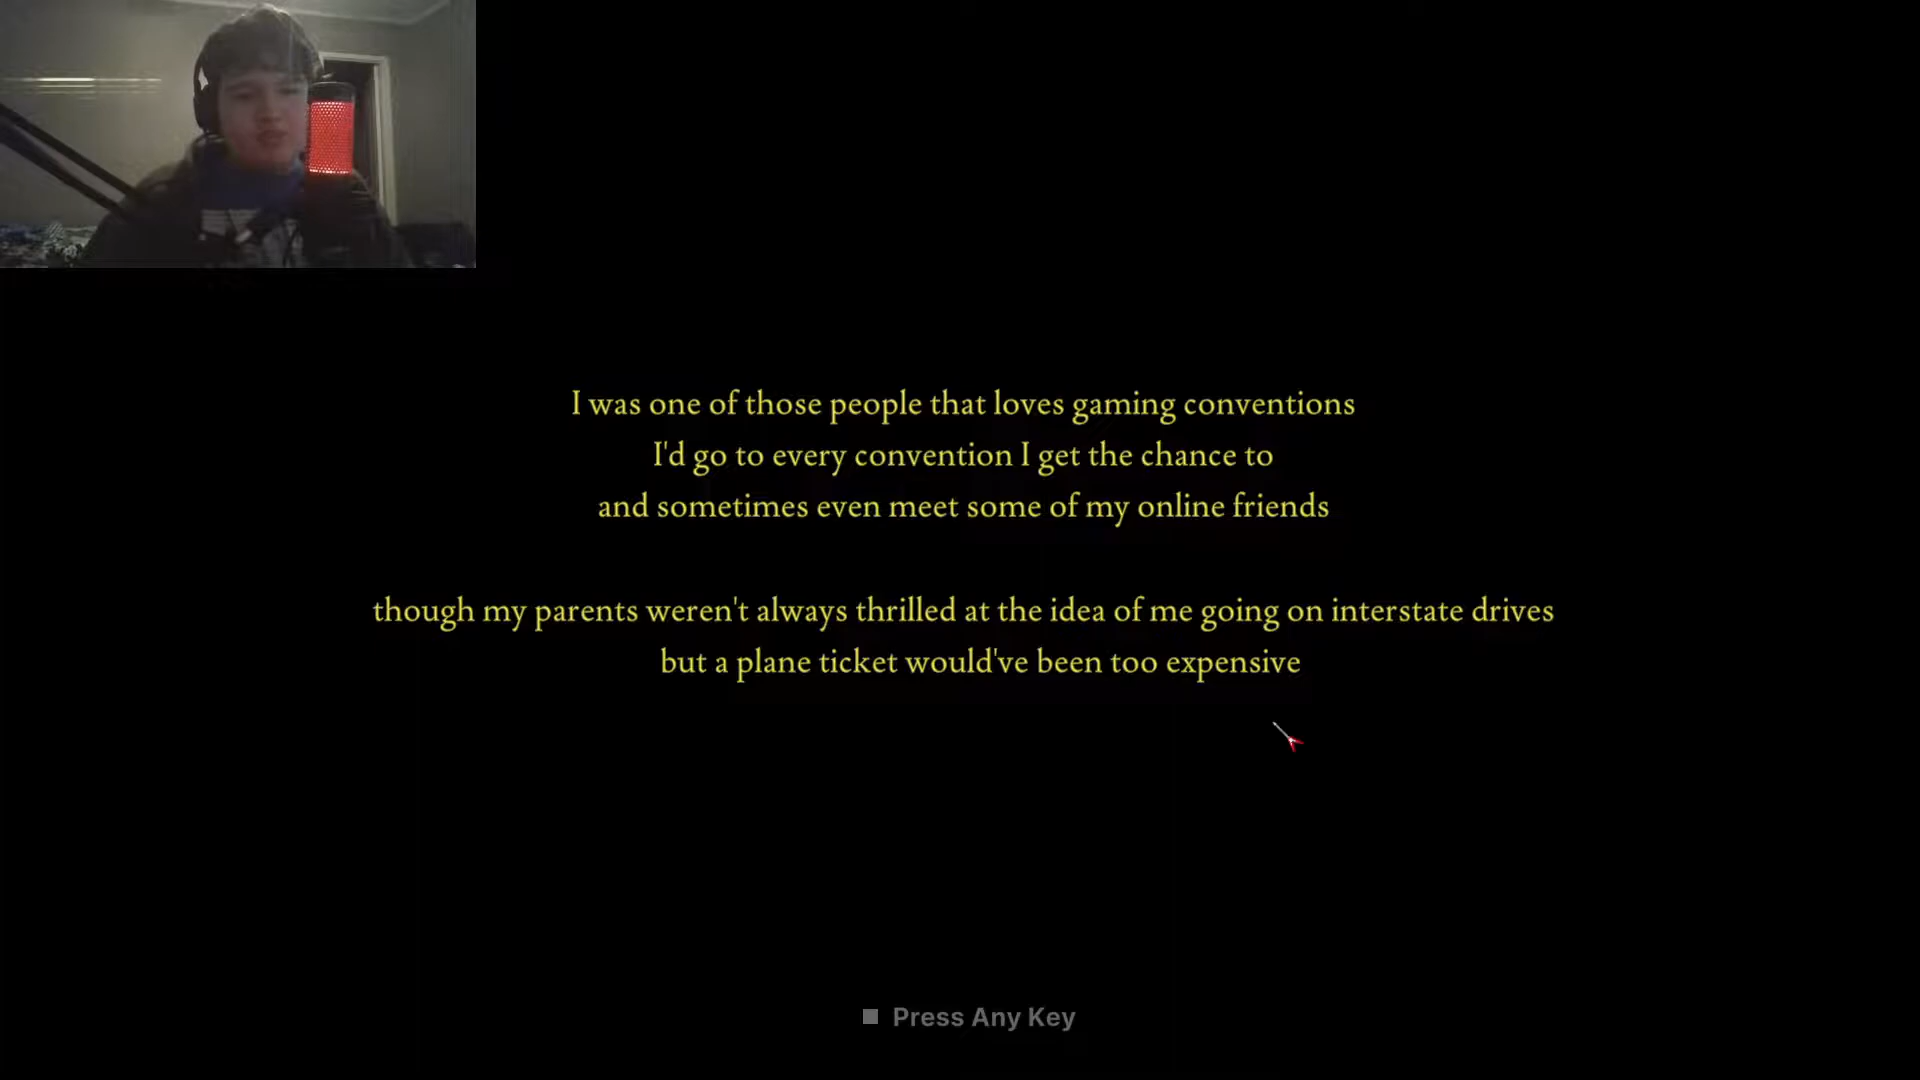 I was one of those people that loves gaming conventions
I'd go to every convention I get the chance to
and sometimes even meet some of my online friends
though my parents weren't always thrilled at the idea of me going on interstate drives
but a plane ticket would've been too expensive
Press Any Key